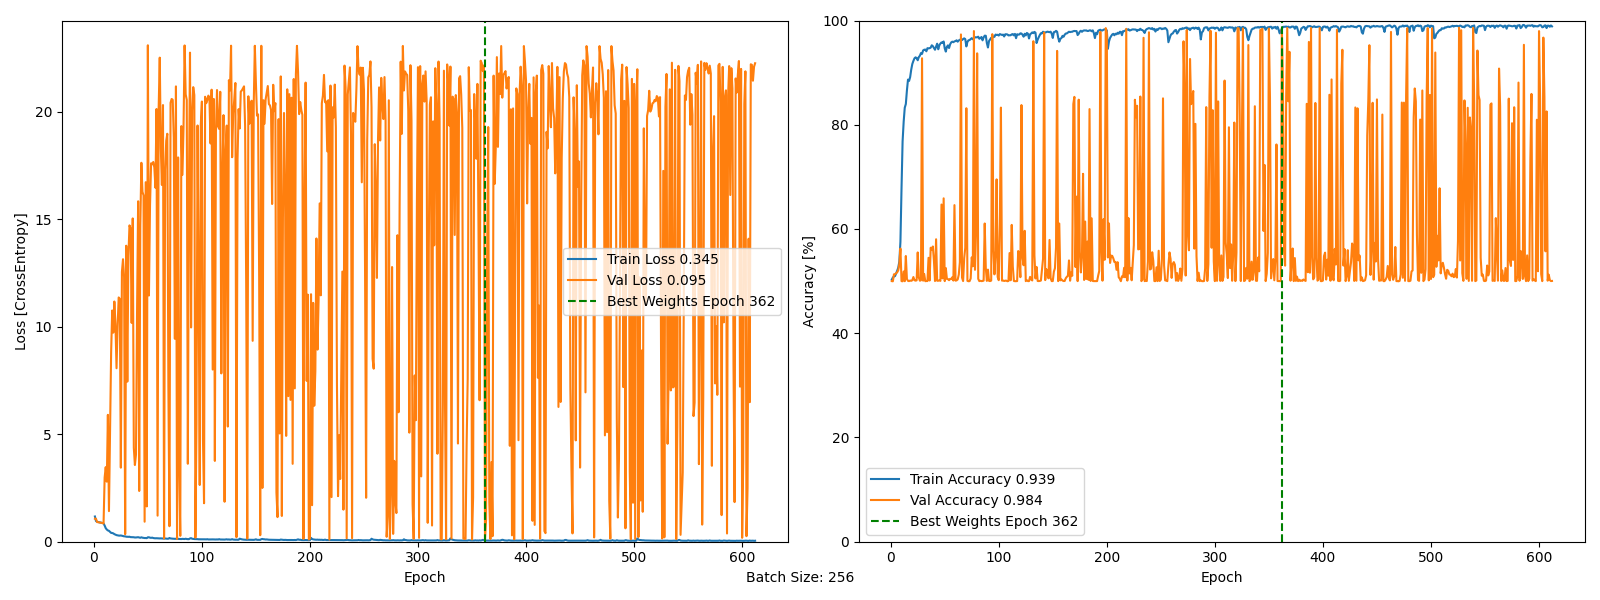 Loss [CrossEntropy]
20
15
10
5
0
0 100 200 300 400 500 600
Epoch
Train Loss 0.345
Val Loss 0.095
Best Weights Epoch 362
Accuracy [%]
100
80
60
40
20
0
0 100 200 300 400 500 600
Epoch
Train Accuracy 0.939
Val Accuracy 0.984
Best Weights Epoch 362
Batch Size: 256